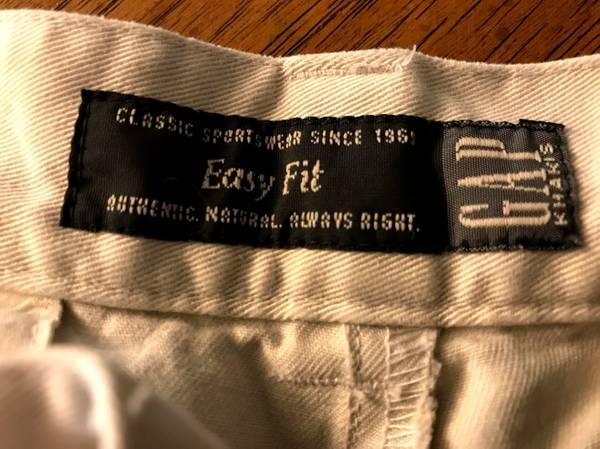 CLASSIC SPORTSWEAR SINCE 1969
Easy Fit
AUTHENTIC. NATURAL. ALWAYS RIGHT.
GAP
KHAKIS